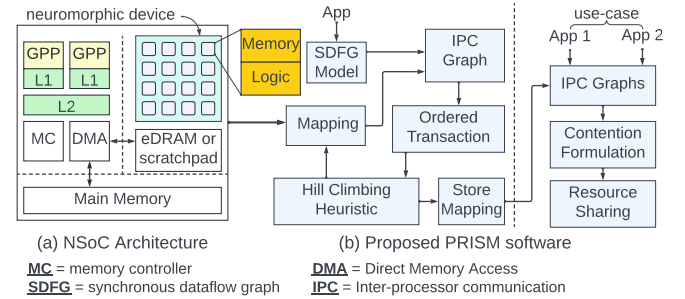 neuromorphic device
GPP
GPP
L1
L1
L2
MC
DMA
eDRAM or
scratchpad
Main Memory
Memory
Logic
App
SDFG
Model
IPC
Graph
Mapping
Ordered
Transaction
Hill Climbing
Heuristic
Store
Mapping
use-case
App 1
App 2
IPC Graphs
Contention
Formulation
Resource
Sharing
(a) NSoC Architecture
(b) Proposed PRISM software
MC = memory controller
DMA = Direct Memory Access
SDFG = synchronous dataflow graph
IPC = Inter-processor communication